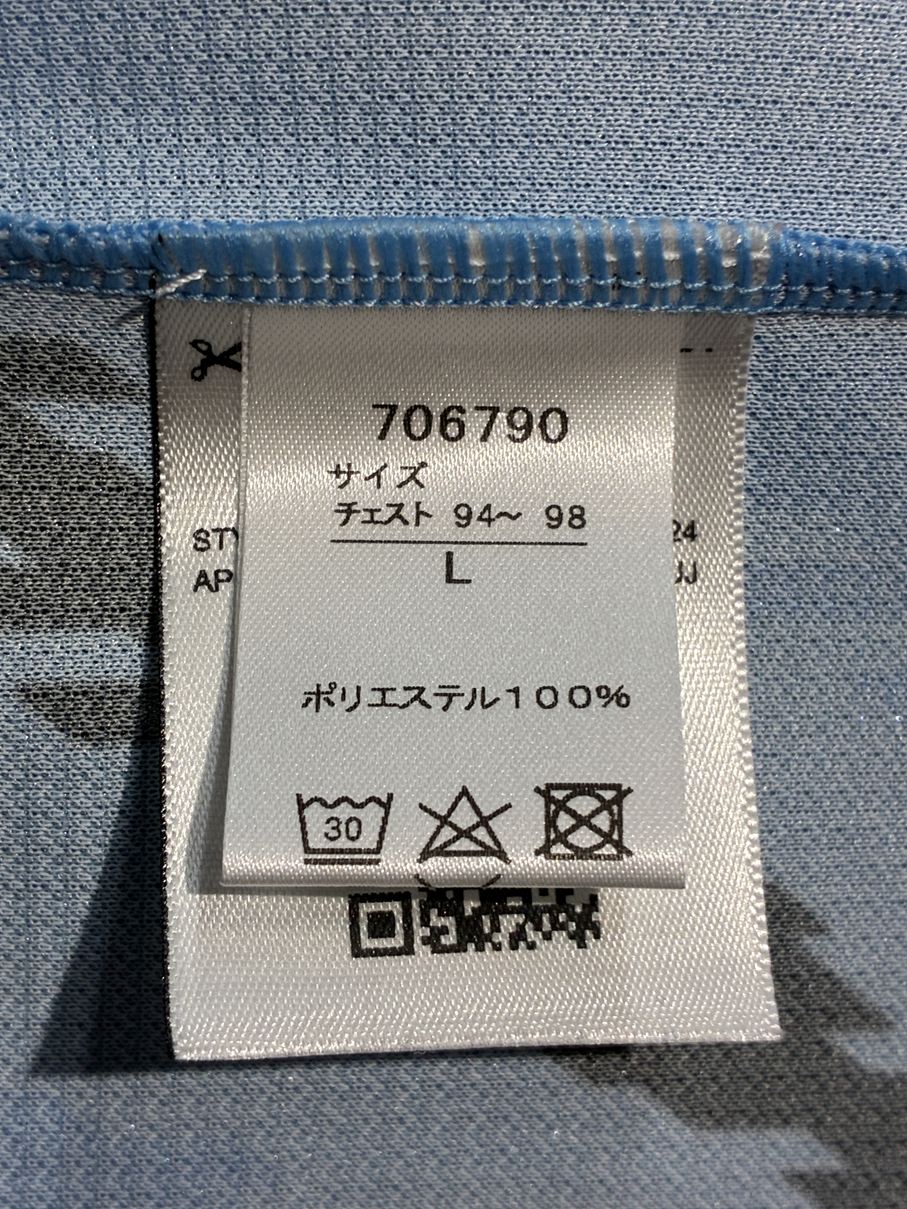 706790
サイズ
チェスト 94～ 98
L
ポリエステル１００％
30